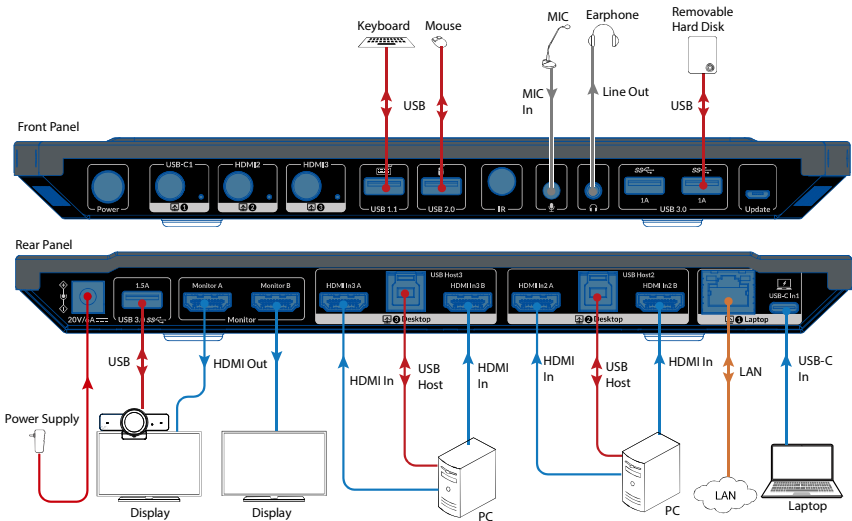 Keyboard
Mouse
MIC
Earphone
Removable
Hard Disk
USB
MIC
In
Line Out
USB
Front Panel
USB-C1
HDMI2
HDMI3
Power
1
2
3
USB 1.1
USB 2.0
IR
SS
1A
SS
1A
USB 3.0
Update
Rear Panel
20V/6A
1.5A
USB 3.0 SS
Monitor A
Monitor B
Monitor
HDMI In3 A
USB Host3
HDMI In3 B
3 Desktop
HDMI In2 A
USB Host2
HDMI In2 B
2 Desktop
USB-C In1
1 Laptop
USB
HDMI Out
HDMI In
USB
Host
HDMI
In
HDMI
In
USB
Host
HDMI In
LAN
USB-C
In
Power Supply
Display
Display
PC
PC
LAN
Laptop